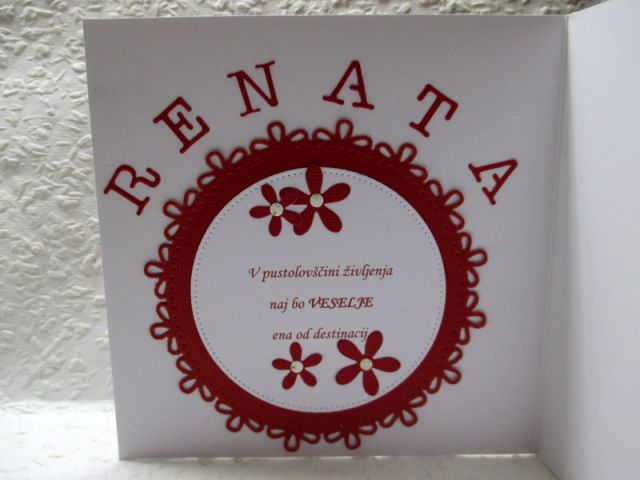 RENATA
V pustolovščini življenja
naj bo VESELJE
ena od destinacij